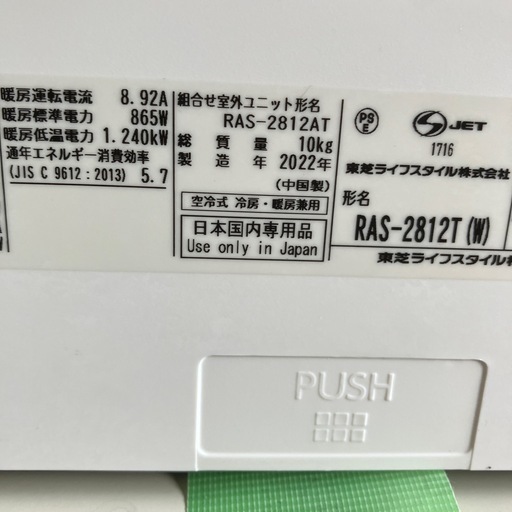 暖房運転電流 8.92A
暖房標準電力 865W
暖房低温電力 1.240kW
通年エネルギー消費効率
(JIS C 9612:2013) 5.7
組合せ室外ユニット形名
RAS-2812AT
総質量 10kg
製造年 2022年
(中国製)
空冷式 冷房・暖房兼用
日本国内専用品
Use only in Japan
PS
E
JET
1716
東芝ライフスタイル株式会社
形名
RAS-2812T(W)
東芝ライフスタイル株
PUSH